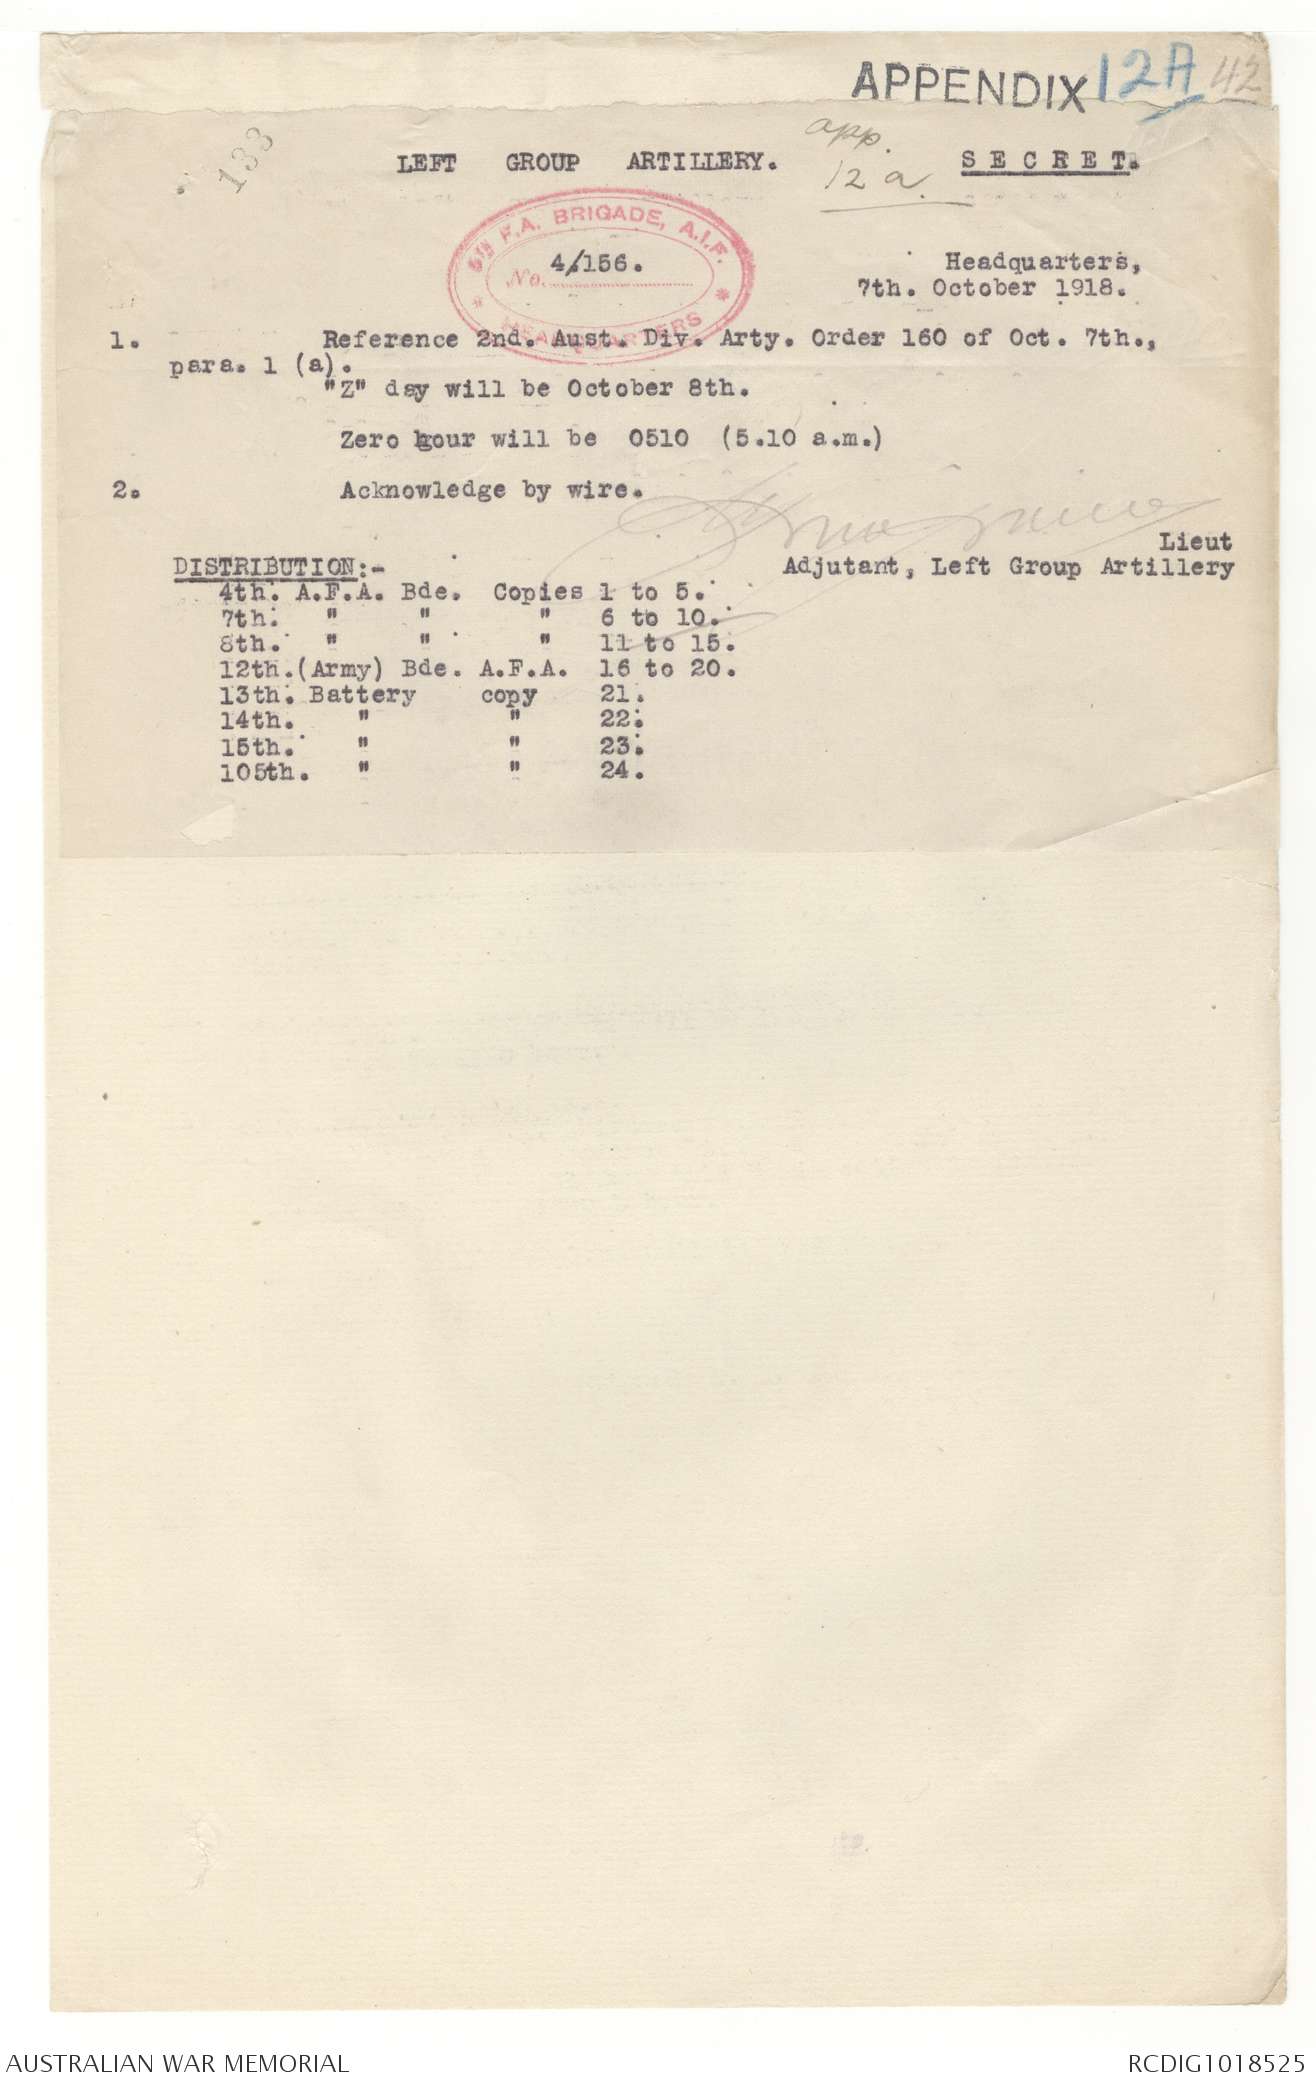 APPENDIX 12A 42
app.
12a
133
LEFT GROUP ARTILLERY.
SECRET.
5th F.A. BRIGADE, A.I.F.
No.
4/156.
HEADQUARTERS
Headquarters,
7th. October 1918.
1. Reference 2nd. Aust. Div. Arty. Order 160 of Oct. 7th.,
para. 1 (a).
"Z" day will be October 8th.
Zero hour will be 0510 (5.10 a.m.)
2. Acknowledge by wire.
Lieut
Adjutant, Left Group Artillery
DISTRIBUTION:-
4th. A.F.A. Bde. Copies 1 to 5.
7th. " " " 6 to 10.
8th. " " " 11 to 15.
12th.(Army) Bde. A.F.A. 16 to 20.
13th. Battery copy 21.
14th. " " 22.
15th. " " 23.
105th. " " 24.
AUSTRALIAN WAR MEMORIAL
RCDIG1018525